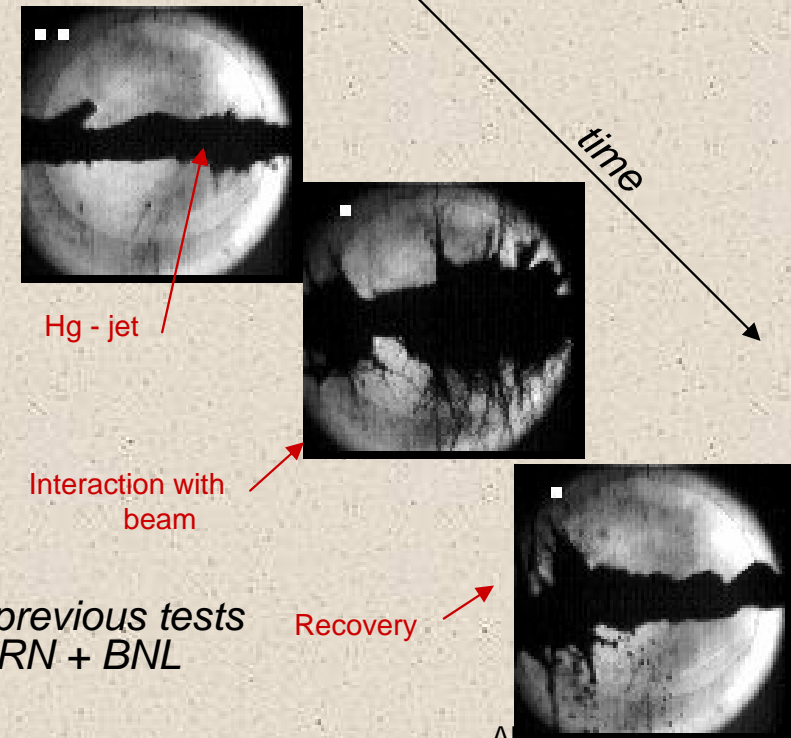 time
Hg - jet
Interaction with
beam
previous tests
RN + BNL
Recovery